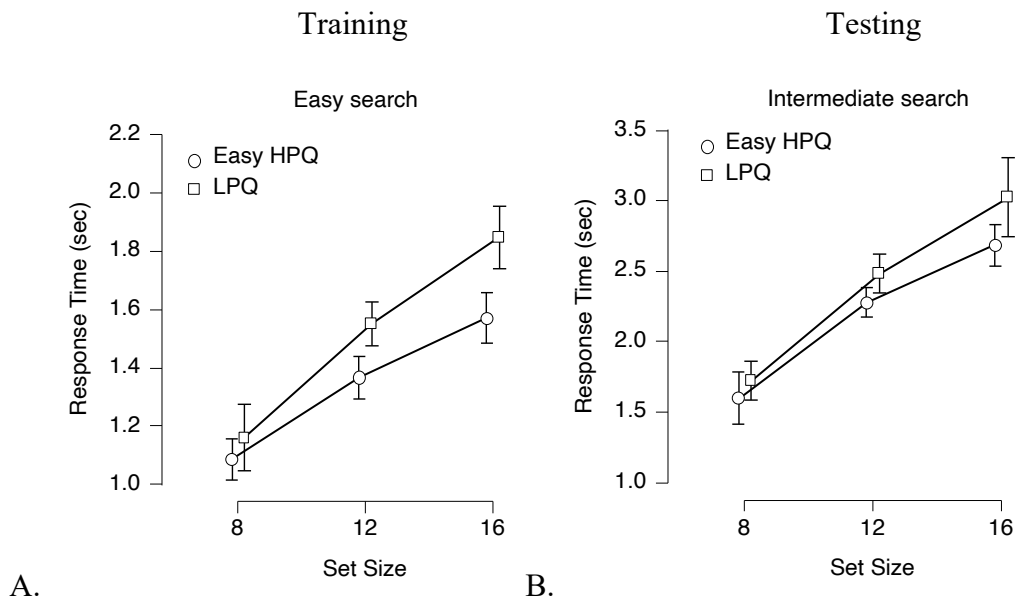 Training
Testing
Easy search
2.2
Easy HPQ
LPQ
2.0
1.8
1.6
1.4
1.2
1.0
Response Time (sec)
8 12 16
Set Size
A.
Intermediate search
3.5
Easy HPQ
LPQ
3.0
2.5
2.0
1.5
1.0
Response Time (sec)
8 12 16
Set Size
B.